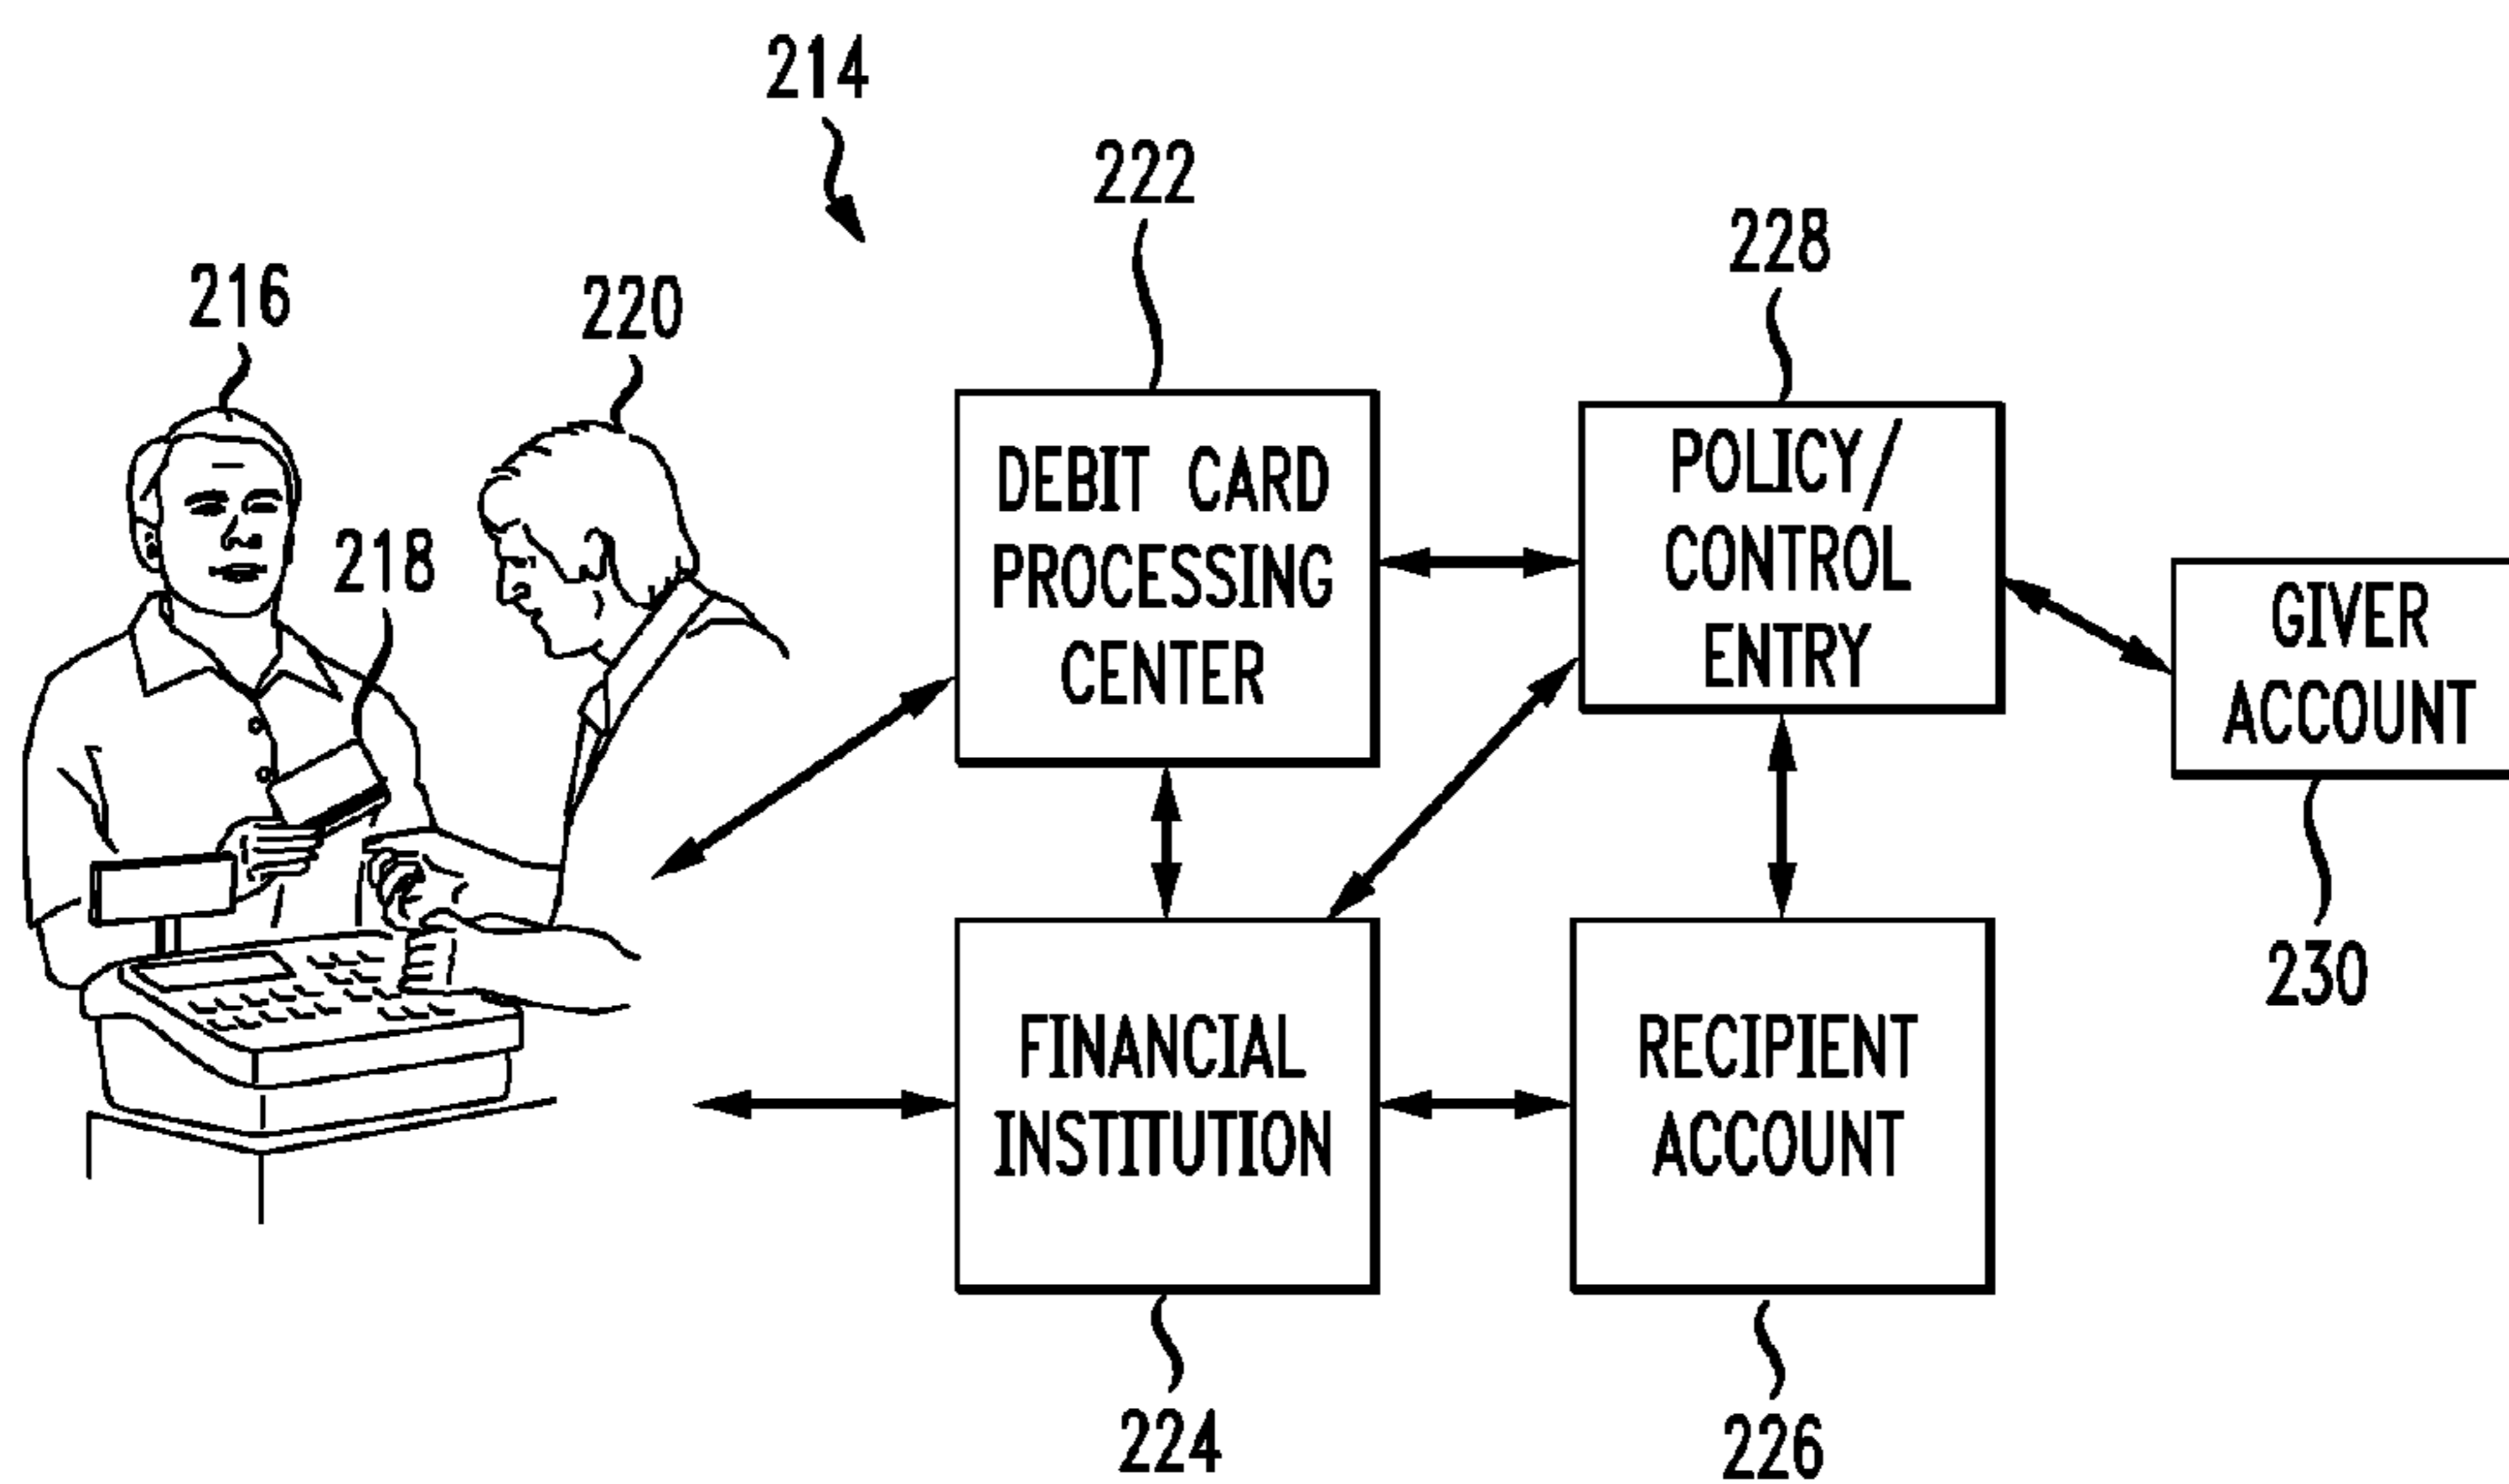 214
222
228
216
220
218
DEBIT CARD
PROCESSING
CENTER
POLICY/
CONTROL
ENTRY
GIVER
ACCOUNT
230
FINANCIAL
INSTITUTION
RECIPIENT
ACCOUNT
224
226